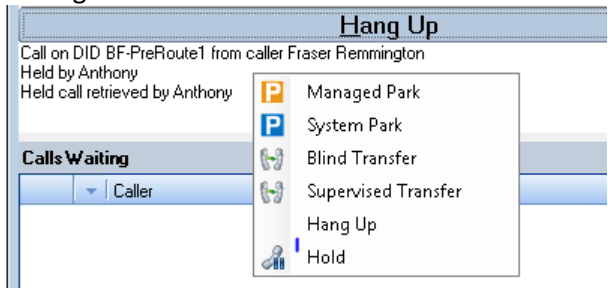 Hang Up
Call on DID BF-PreRoute1 from caller Fraser Remmington
Held by Anthony
Held call retrieved by Anthony
P Managed Park
P System Park
Blind Transfer
Calls Waiting
Supervised Transfer
Caller
Hang Up
Hold